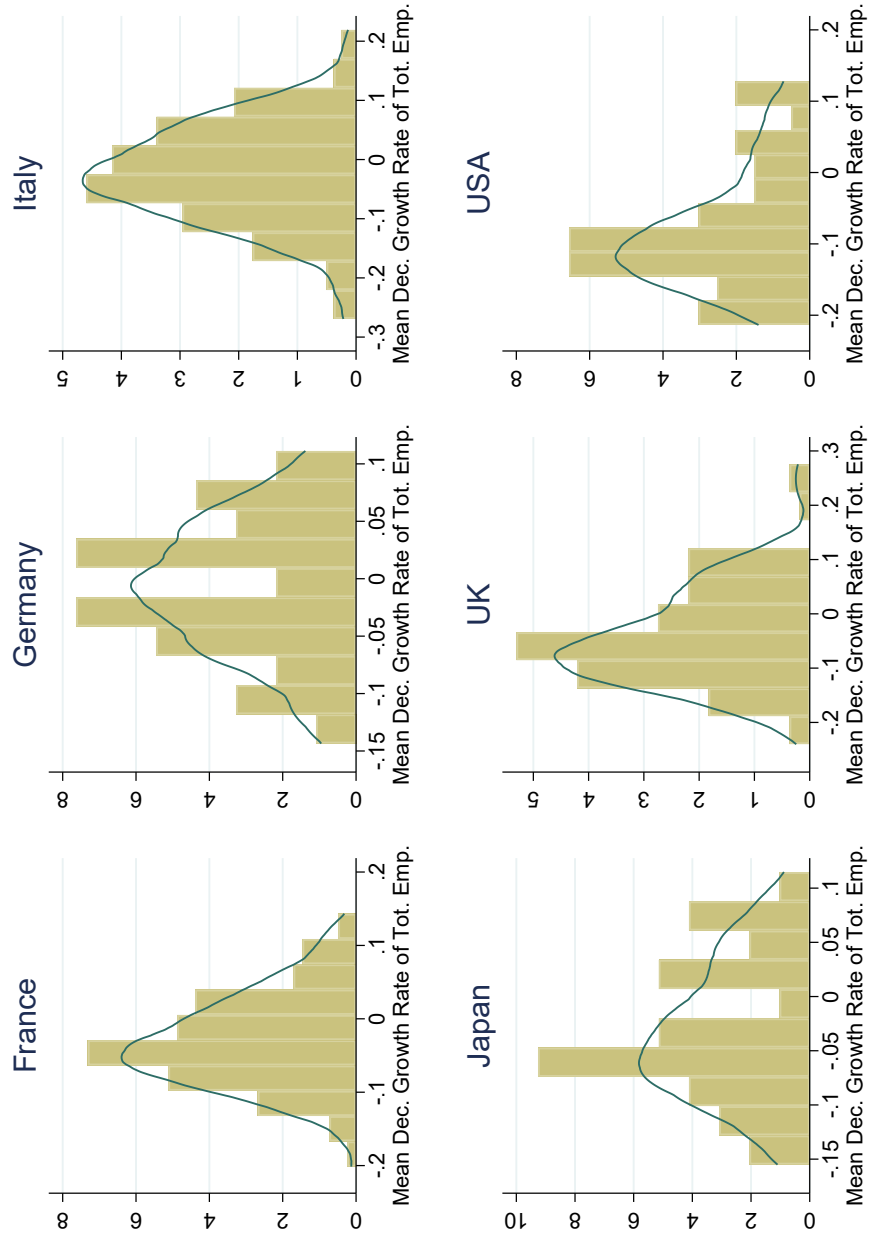 France
8
6
4
2
0
-.2 -.1 0 .1 .2
Mean Dec. Growth Rate of Tot. Emp.
Germany
8
6
4
2
0
-.15 -.1 -.05 0 .05 .1
Mean Dec. Growth Rate of Tot. Emp.
Italy
5
4
3
2
1
0
-.3 -.2 -.1 0 .1 .2
Mean Dec. Growth Rate of Tot. Emp.
Japan
10
8
6
4
2
0
-.15 -.1 -.05 0 .05 .1
Mean Dec. Growth Rate of Tot. Emp.
UK
5
4
3
2
1
0
-.2 -.1 0 .1 .2 .3
Mean Dec. Growth Rate of Tot. Emp.
USA
8
6
4
2
0
-.2 -.1 0 .1 .2
Mean Dec. Growth Rate of Tot. Emp.